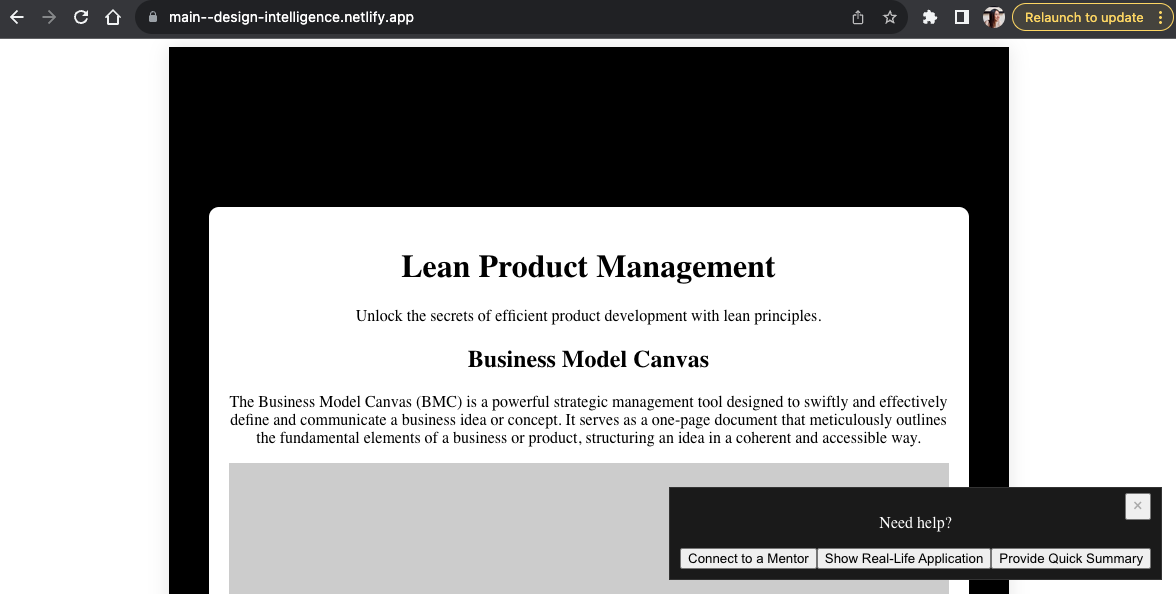 main--design-intelligence.netlify.app
Relaunch to update
Lean Product Management
Unlock the secrets of efficient product development with lean principles.
Business Model Canvas
The Business Model Canvas (BMC) is a powerful strategic management tool designed to swiftly and effectively
define and communicate a business idea or concept. It serves as a one-page document that meticulously outlines
the fundamental elements of a business or product, structuring an idea in a coherent and accessible way.
×
Need help?
Connect to a Mentor Show Real-Life Application Provide Quick Summary